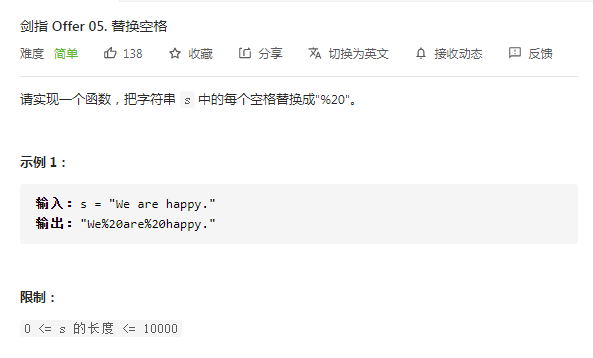 剑指 Offer 05. 替换空格
难度 简单 138 收藏 分享 切换为英文 接收动态 反馈
请实现一个函数，把字符串 s 中的每个空格替换成"%20"。
示例 1：
输入：s = "We are happy."
输出："We%20are%20happy."
限制：
0 <= s 的长度 <= 10000